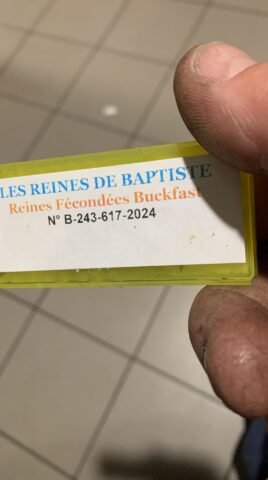 LES REINES DE BAPTISTE
Reines Fécondées Buckfast
N° B-243-617-2024